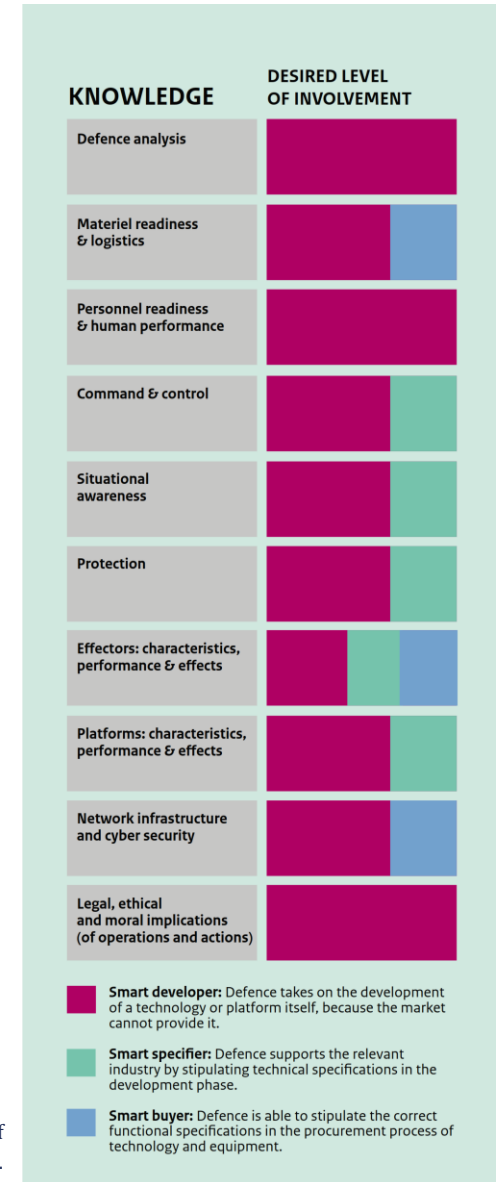 KNOWLEDGE
DESIRED LEVEL
OF INVOLVEMENT
Defence analysis
Materiel readiness
& logistics
Personnel readiness
& human performance
Command & control
Situational
awareness
Protection
Effectors: characteristics,
performance & effects
Platforms: characteristics,
performance & effects
Network infrastructure
and cyber security
Legal, ethical
and moral implications
(of operations and actions)
Smart developer: Defence takes on the development
of a technology or platform itself, because the market
cannot provide it.
Smart specifier: Defence supports the relevant
industry by stipulating technical specifications in the
development phase.
Smart buyer: Defence is able to stipulate the correct
functional specifications in the procurement process of
technology and equipment.